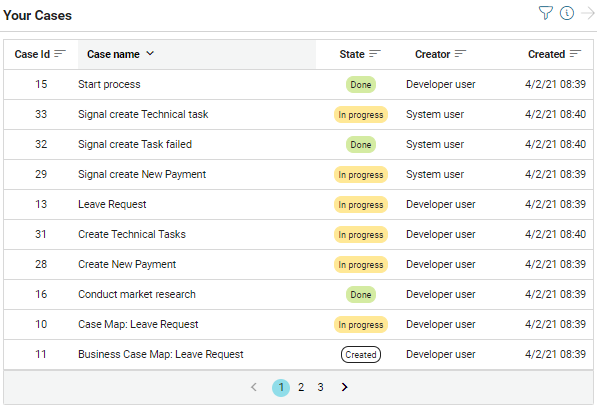 Your Cases
Case Id Case name State Creator Created
15 Start process Done Developer user 4/2/21 08:39
33 Signal create Technical task In progress System user 4/2/21 08:40
32 Signal create Task failed Done System user 4/2/21 08:40
29 Signal create New Payment In progress System user 4/2/21 08:39
13 Leave Request In progress Developer user 4/2/21 08:39
31 Create Technical Tasks In progress Developer user 4/2/21 08:40
28 Create New Payment In progress Developer user 4/2/21 08:39
16 Conduct market research Done Developer user 4/2/21 08:39
10 Case Map: Leave Request In progress Developer user 4/2/21 08:39
11 Business Case Map: Leave Request Created Developer user 4/2/21 08:39
1 2 3